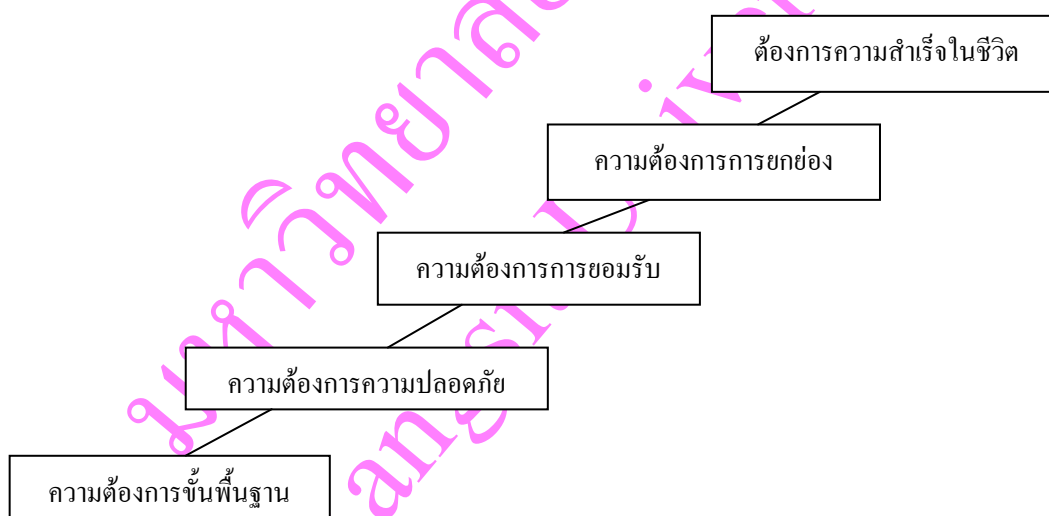 ต้องการความสำเร็จในชีวิต
ความต้องการการยกย่อง
ความต้องการการยอมรับ
ความต้องการความปลอดภัย
ความต้องการขั้นพื้นฐาน